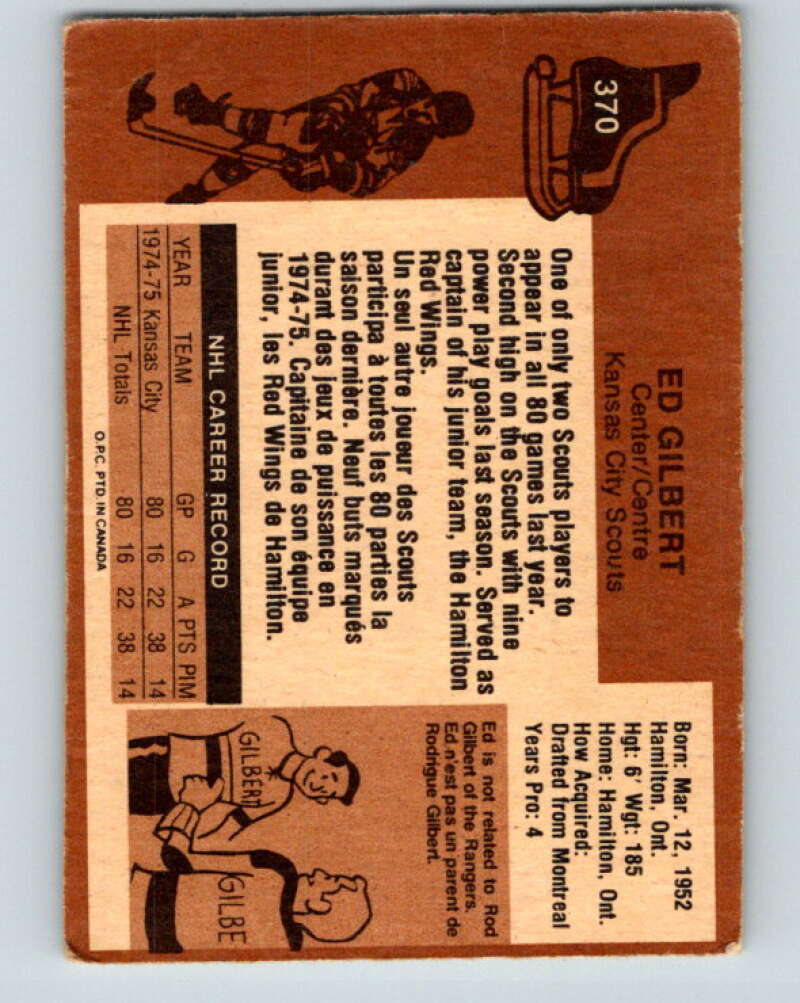 370
ED GILBERT
Center/Centre
Kansas City Scouts
Born: Mar. 12, 1952
Hamilton, Ont.
Hgt: 6' Wgt: 185
Home: Hamilton, Ont.
How Acquired:
Drafted from Montreal
Years Pro: 4
One of only two Scouts players to
appear in all 80 games last year.
Second high on the Scouts with nine
power play goals last season. Served as
captain of his junior team, the Hamilton
Red Wings.
Un seul autre joueur des Scouts
participa à toutes les 80 parties la
saison dernière. Neuf buts marqués
durant des jeux de puissance en
1974-75. Capitaine de son équipe
junior, les Red Wings de Hamilton.
NHL CAREER RECORD
YEAR TEAM GP G A PTS PIM
1974-75 Kansas City 80 16 22 38 14
NHL Totals 80 16 22 38 14
O.P.C. PTD. IN CANADA
Ed is not related to Rod
Gilbert of the Rangers.
Ed n'est pas un parent de
Rodrigue Gilbert.
GILBERT
GILBE